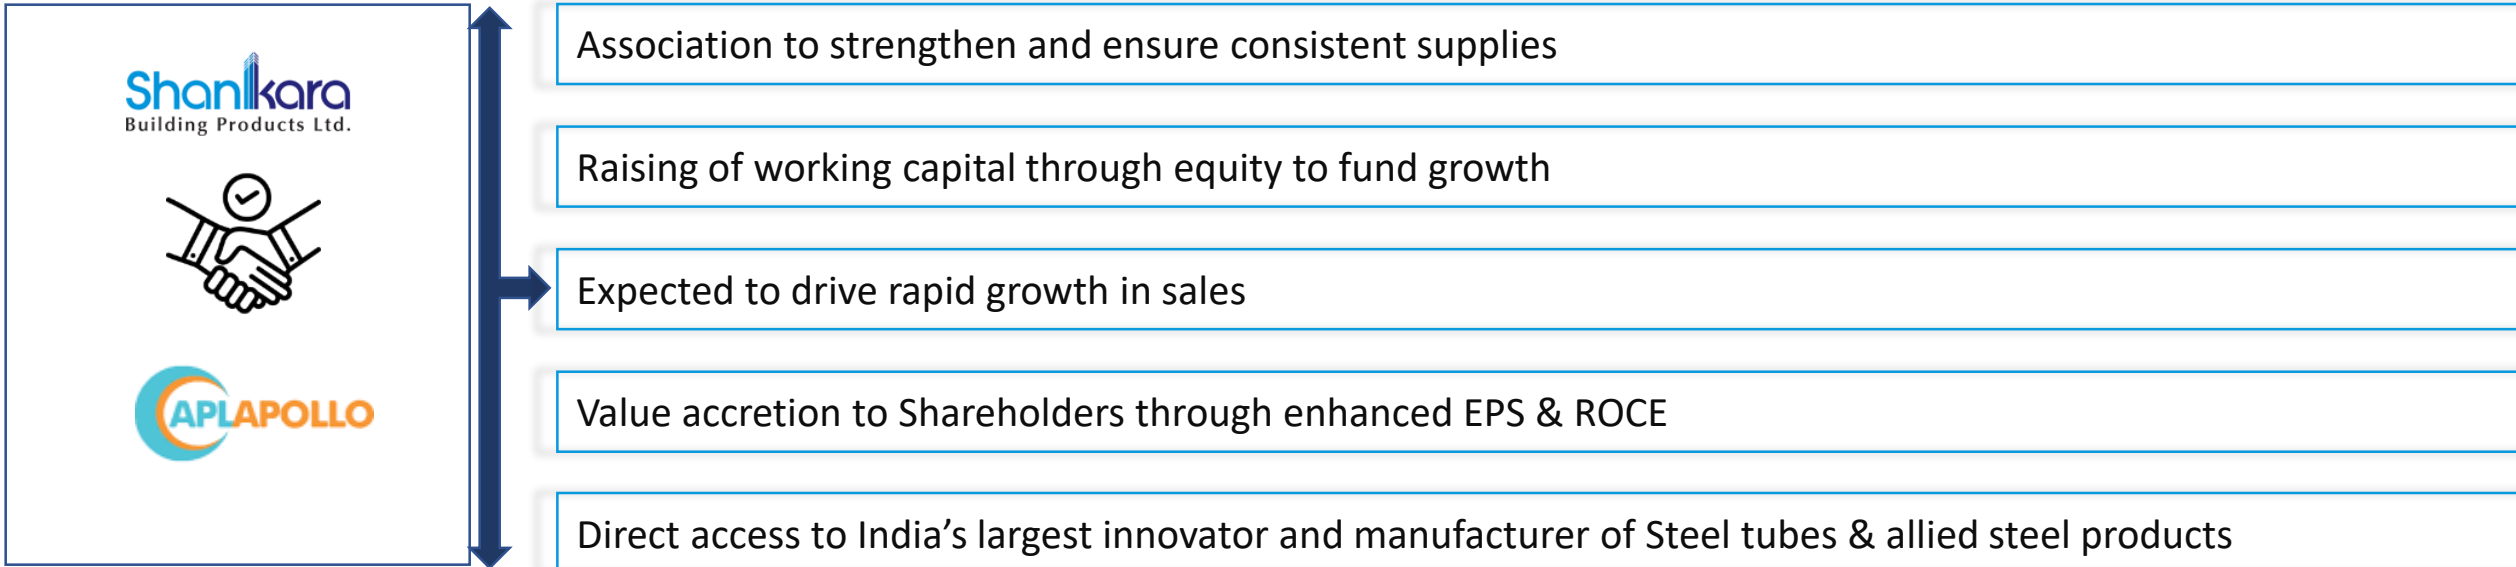 Shankara
Building Products Ltd.
APLAPOLLO
Association to strengthen and ensure consistent supplies
Raising of working capital through equity to fund growth
Expected to drive rapid growth in sales
Value accretion to Shareholders through enhanced EPS & ROCE
Direct access to India’s largest innovator and manufacturer of Steel tubes & allied steel products